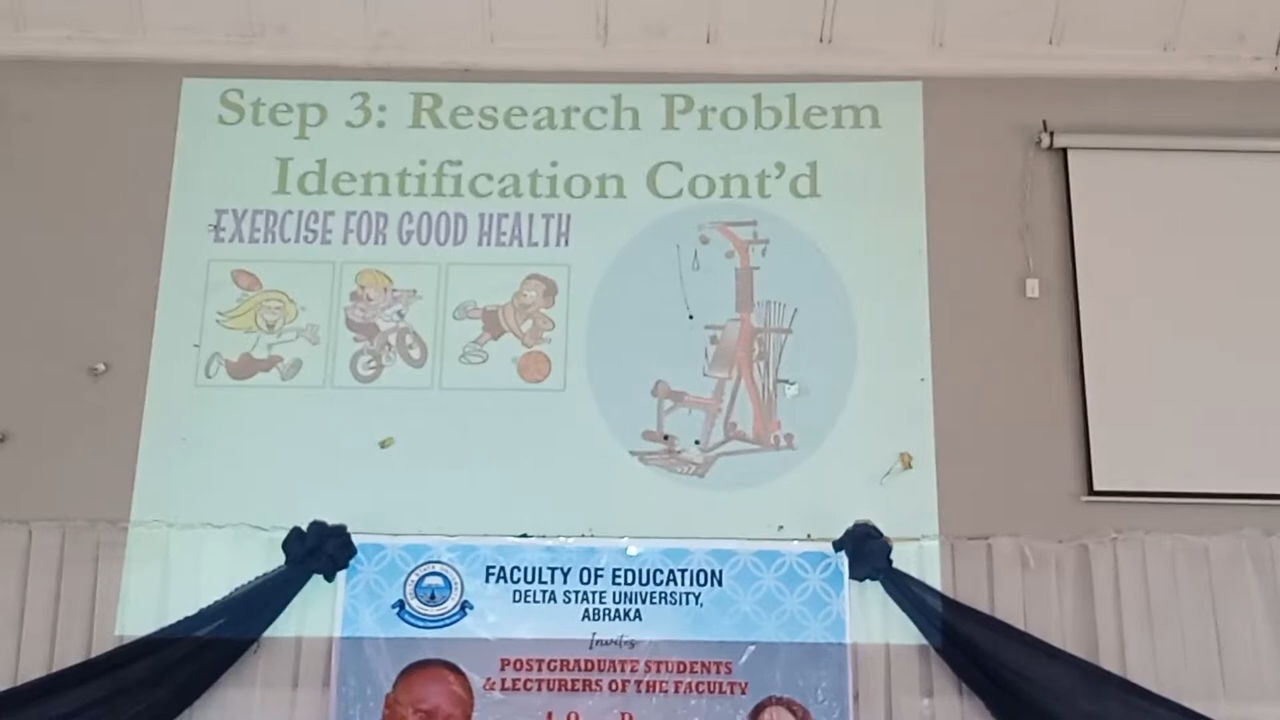 Step 3: Research Problem
Identification Cont'd
EXERCISE FOR GOOD HEALTH
FACULTY OF EDUCATION
DELTA STATE UNIVERSITY,
ABRAKA
Invites
POSTGRADUATE STUDENTS
& LECTURERS OF THE FACULTY